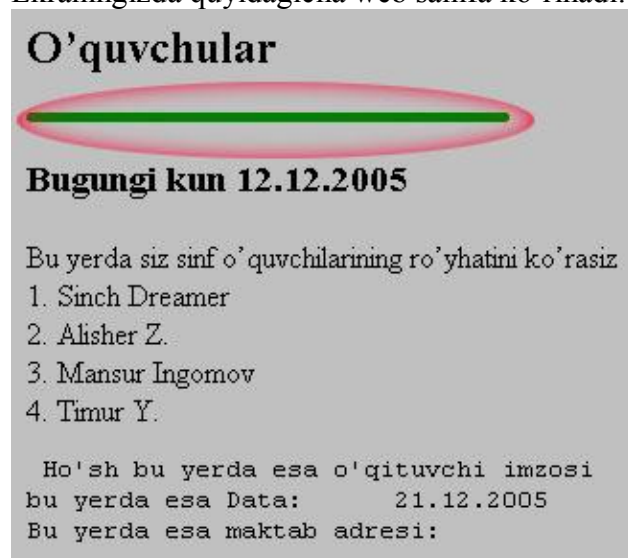 O’quvchular
Bugungi kun 12.12.2005
Bu yerda siz sinf o’quvchilarining ro’yhatini ko’rasiz
1. Sinch Dreamer
2. Alisher Z.
3. Mansur Ingomov
4. Timur Y.
Ho'sh bu yerda esa o'qituvchi imzosi
bu yerda esa Data: 21.12.2005
Bu yerda esa maktab adresi: